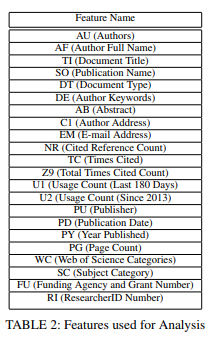 Feature Name
AU (Authors)
AF (Author Full Name)
TI (Document Title)
SO (Publication Name)
DT (Document Type)
DE (Author Keywords)
AB (Abstract)
C1 (Author Address)
EM (E-mail Address)
NR (Cited Reference Count)
TC (Times Cited)
Z9 (Total Times Cited Count)
U1 (Usage Count (Last 180 Days)
U2 (Usage Count (Since 2013)
PU (Publisher)
PD (Publication Date)
PY (Year Published)
PG (Page Count)
WC (Web of Science Categories)
SC (Subject Category)
FU (Funding Agency and Grant Number)
RI (ResearcherID Number)
TABLE 2: Features used for Analysis